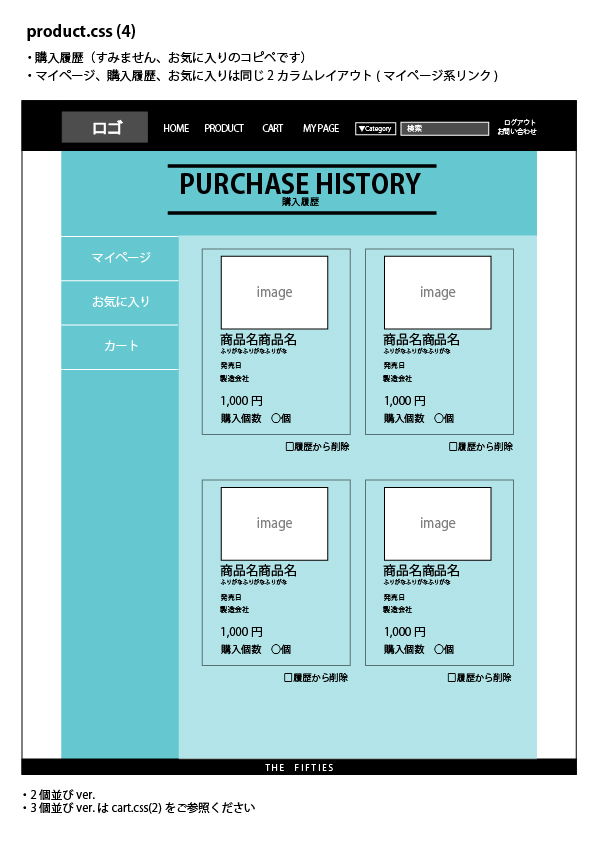 product.css (4)
・購入履歴（すみません、お気に入りのコピペです）
・マイページ、購入履歴、お気に入りは同じ２カラムレイアウト ( マイページ系リンク )
ロゴ
HOME PRODUCT CART MY PAGE ▼Category 検索
ログアウト
お問い合わせ
PURCHASE HISTORY
購入履歴
マイページ
お気に入り
カート
image
商品名商品名
ふりがなふりがなふりがな
発売日
製造会社
1,000 円
購入個数 〇個
□履歴から削除
image
商品名商品名
ふりがなふりがなふりがな
発売日
製造会社
1,000 円
購入個数 〇個
□履歴から削除
image
商品名商品名
ふりがなふりがなふりがな
発売日
製造会社
1,000 円
購入個数 〇個
□履歴から削除
image
商品名商品名
ふりがなふりがなふりがな
発売日
製造会社
1,000 円
購入個数 〇個
□履歴から削除
THE FIFTIES
・２個並び ver.
・３個並び ver. は cart.css(2) をご参照ください